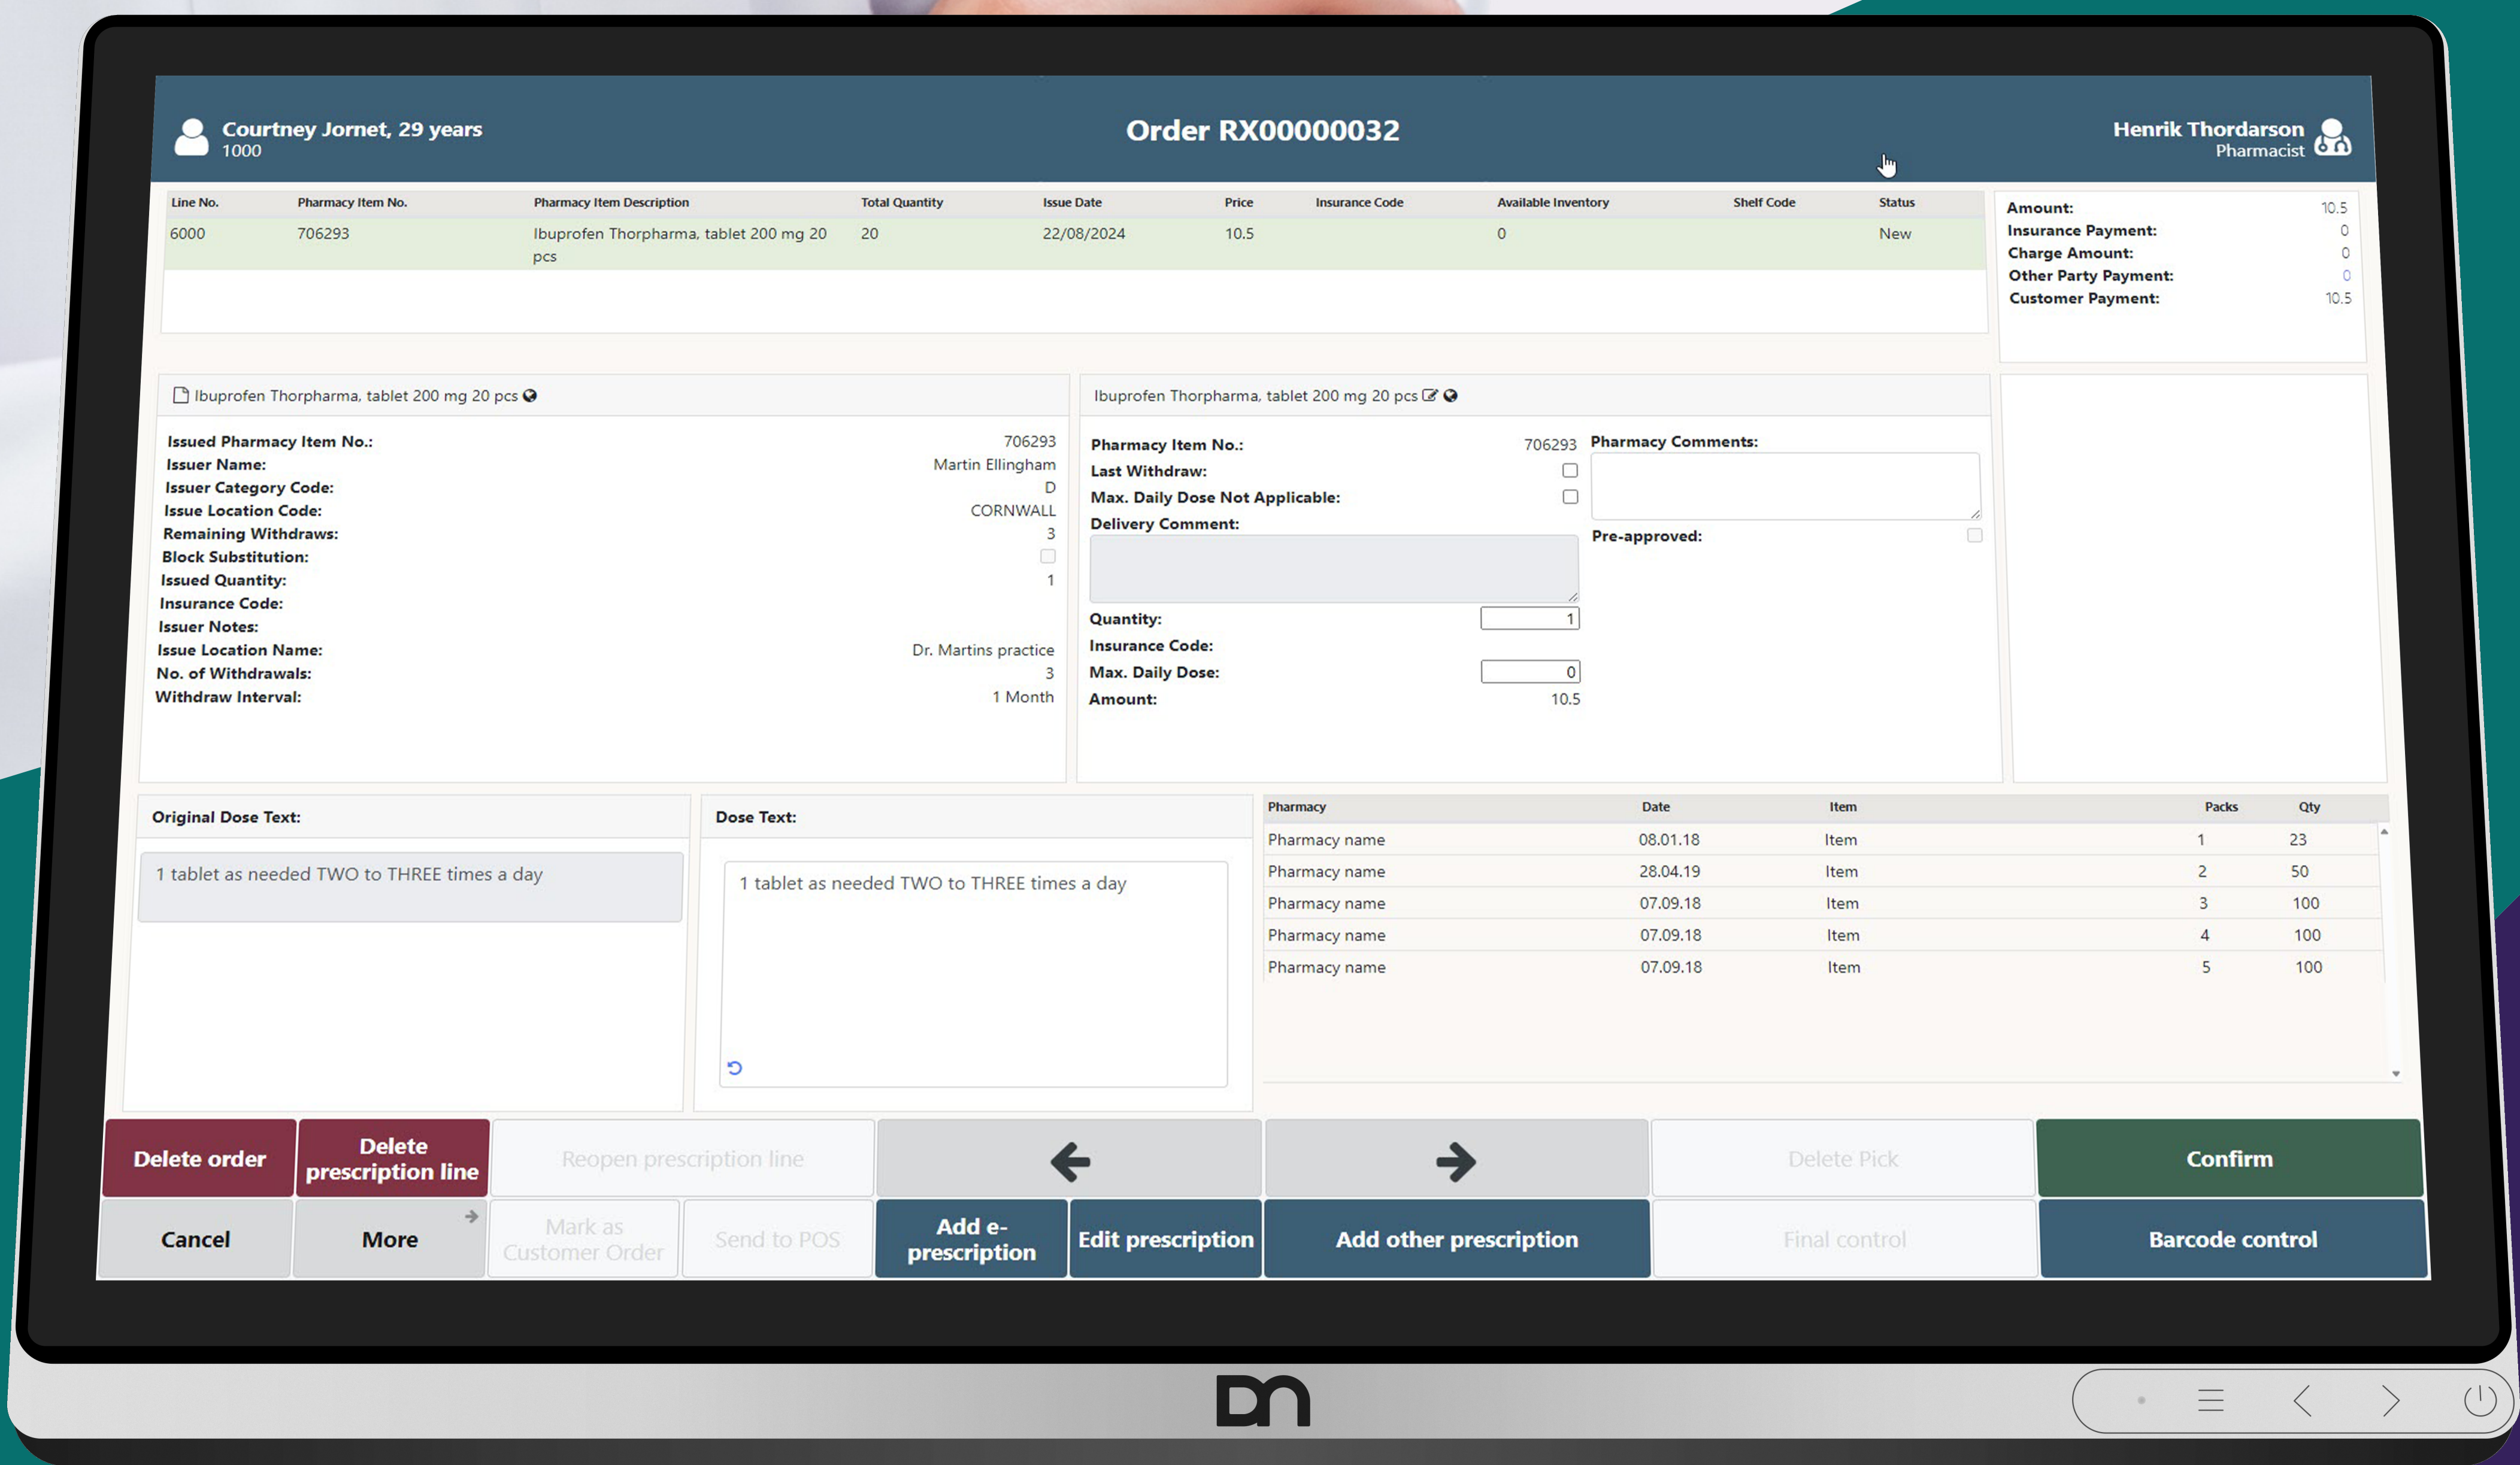 Courtney Jornet, 29 years
1000
Order RX00000032
Henrik Thordarson
Pharmacist
Line No. Pharmacy Item No. Pharmacy Item Description Total Quantity Issue Date Price Insurance Code Available Inventory Shelf Code Status
6000 706293 Ibuprofen Thorpharma, tablet 200 mg 20 20 22/08/2024 10.5 0 New
pcs
Amount: 10.5
Insurance Payment: 0
Charge Amount: 0
Other Party Payment: 0
Customer Payment: 10.5
Ibuprofen Thorpharma, tablet 200 mg 20 pcs
Issued Pharmacy Item No.: 706293
Issuer Name: Martin Ellingham
Issuer Category Code: D
Issue Location Code: CORNWALL
Remaining Withdraws: 3
Block Substitution:
Issued Quantity: 1
Insurance Code:
Issuer Notes:
Issue Location Name: Dr. Martins practice
No. of Withdrawals: 3
Withdraw Interval: 1 Month
Ibuprofen Thorpharma, tablet 200 mg 20 pcs
Pharmacy Item No.: 706293
Last Withdraw:
Max. Daily Dose Not Applicable:
Delivery Comment:
Quantity: 1
Insurance Code:
Max. Daily Dose: 0
Amount: 10.5
Pharmacy Comments:
Pre-approved:
Original Dose Text:
1 tablet as needed TWO to THREE times a day
Dose Text:
1 tablet as needed TWO to THREE times a day
Pharmacy Date Item Packs Qty
Pharmacy name 08.01.18 Item 1 23
Pharmacy name 28.04.19 Item 2 50
Pharmacy name 07.09.18 Item 3 100
Pharmacy name 07.09.18 Item 4 100
Pharmacy name 07.09.18 Item 5 100
Delete order
Delete
prescription line
Reopen prescription line
Delete Pick
Confirm
Cancel
More
Mark as
Customer Order
Send to POS
Add e-
prescription
Edit prescription
Add other prescription
Final control
Barcode control
DN